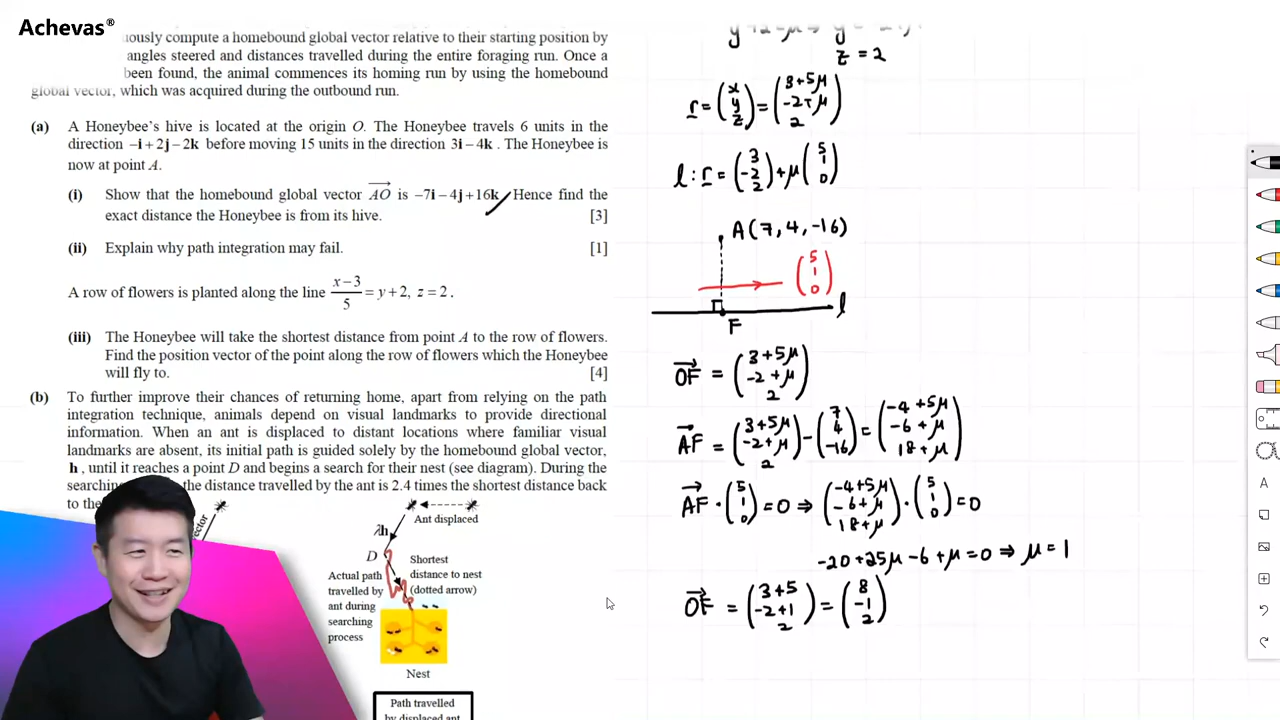 Achevas®
iously compute a homebound global vector relative to their starting position by
angles steered and distances travelled during the entire foraging run. Once a
been found, the animal commences its homing run by using the homebound
global vector, which was acquired during the outbound run.
(a) A Honeybee's hive is located at the origin O. The Honeybee travels 6 units in the
direction −i + 2j − 2k before moving 15 units in the direction 3i − 4k . The Honeybee is
now at point A.
(i) Show that the homebound global vector AO is −7i − 4j + 16k. Hence find the
exact distance the Honeybee is from its hive. [3]
(ii) Explain why path integration may fail. [1]
A row of flowers is planted along the line (x−3)/5 = y + 2, z = 2 .
(iii) The Honeybee will take the shortest distance from point A to the row of flowers.
Find the position vector of the point along the row of flowers which the Honeybee
will fly to. [4]
(b) To further improve their chances of returning home, apart from relying on the path
integration technique, animals depend on visual landmarks to provide directional
information. When an ant is displaced to distant locations where familiar visual
landmarks are absent, its initial path is guided solely by the homebound global vector,
h , until it reaches a point D and begins a search for their nest (see diagram). During the
searching the distance travelled by the ant is 2.4 times the shortest distance back
to the
Ant displaced
λh
D
Shortest
distance to nest
(dotted arrow)
Actual path
travelled by
ant during
searching
process
Nest
Path travelled
by displaced ant
z = 2
r = (x y z) = (3+5μ -2+μ 2)
l : r = (3 -2 2) + μ (5 1 0)
A(7, 4, -16)
(5 1 0)
l
F
OF = (3+5μ -2+μ 2)
AF = (3+5μ -2+μ 2) − (7 4 -16) = (-4+5μ -6+μ 18+μ)
AF · (5 1 0) = 0 ⇒ (-4+5μ -6+μ 18+μ) · (5 1 0) = 0
-20+25μ-6+μ=0 ⇒ μ=1
OF = (3+5 -2+1 2) = (8 -1 2)